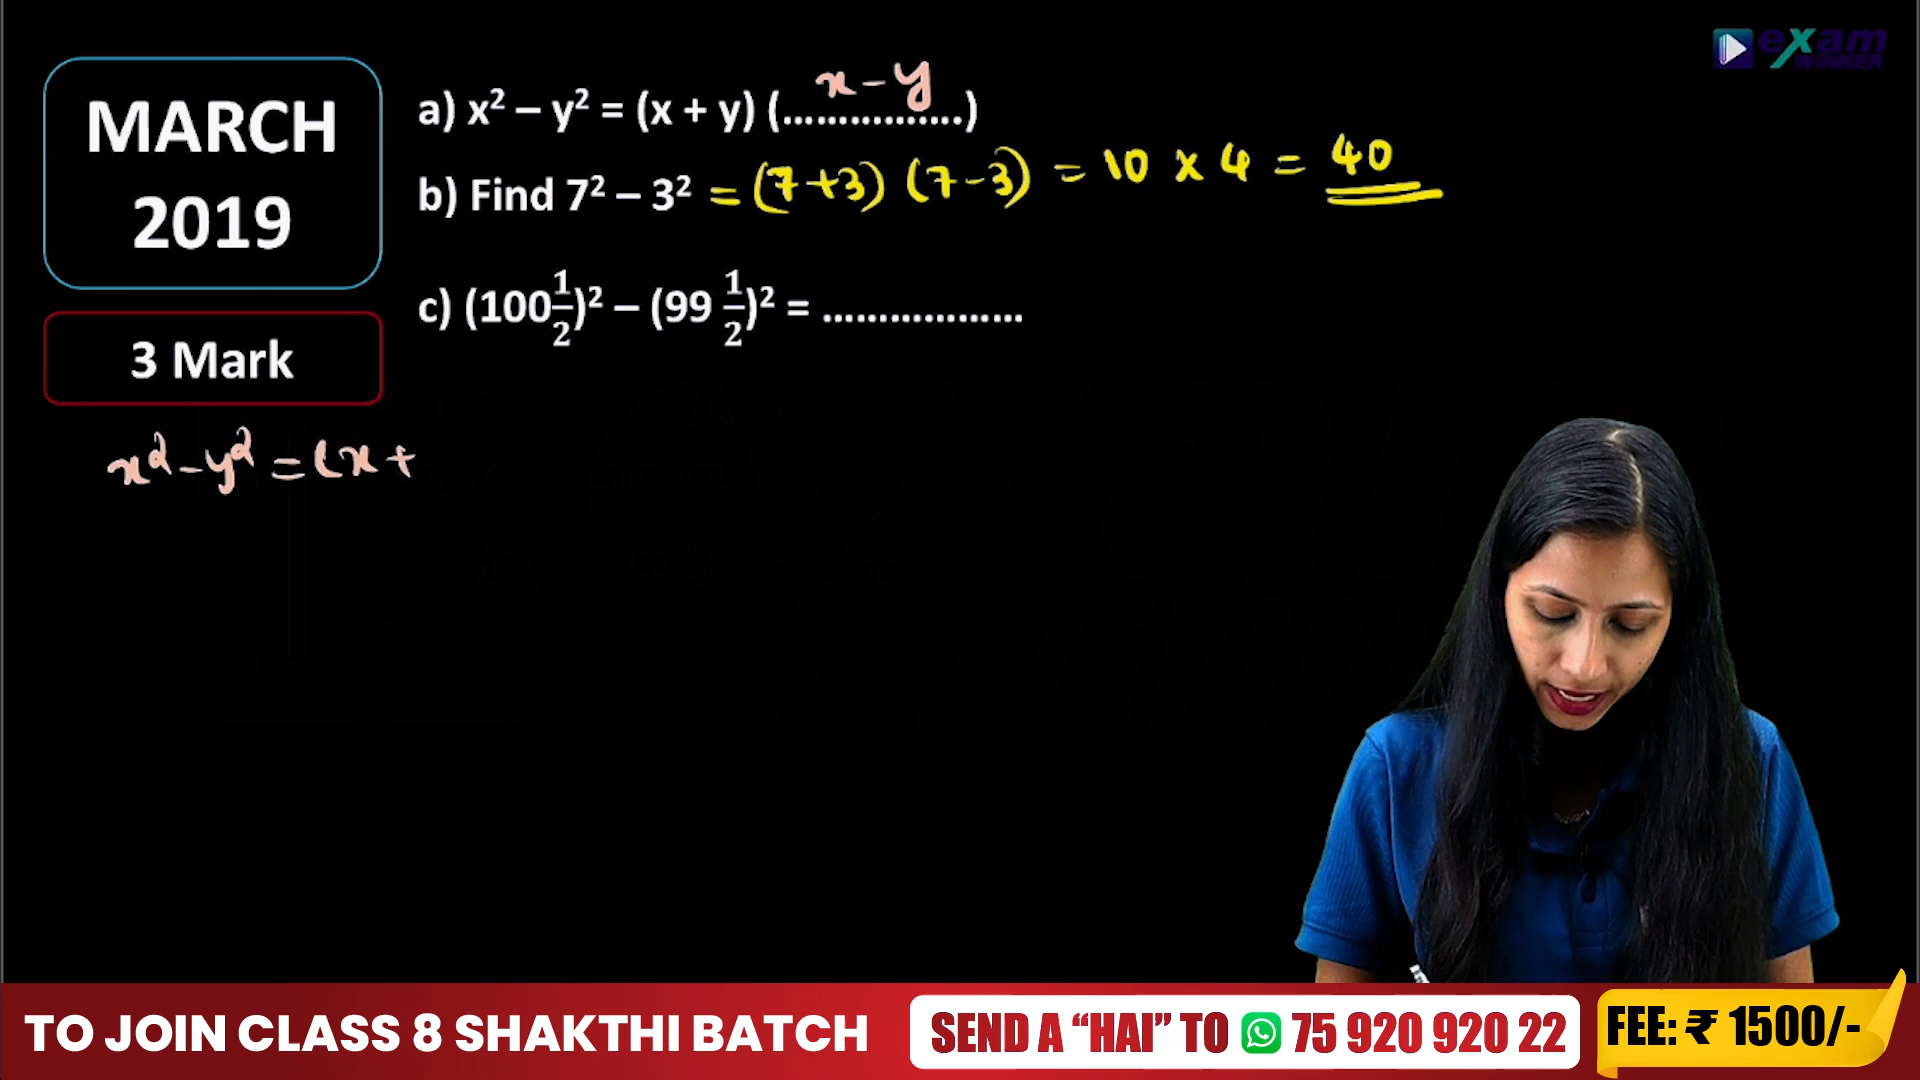 exam
WINNER
MARCH
2019
3 Mark
a) x² – y² = (x + y) (................) x - y
b) Find 7² – 3² = (7+3) (7-3) = 10 x 4 = 40
c) (100½)² – (99 ½)² = ..................
x² - y² = (x +
TO JOIN CLASS 8 SHAKTHI BATCH
SEND A “HAI” TO 75 920 920 22
FEE: ₹ 1500/-